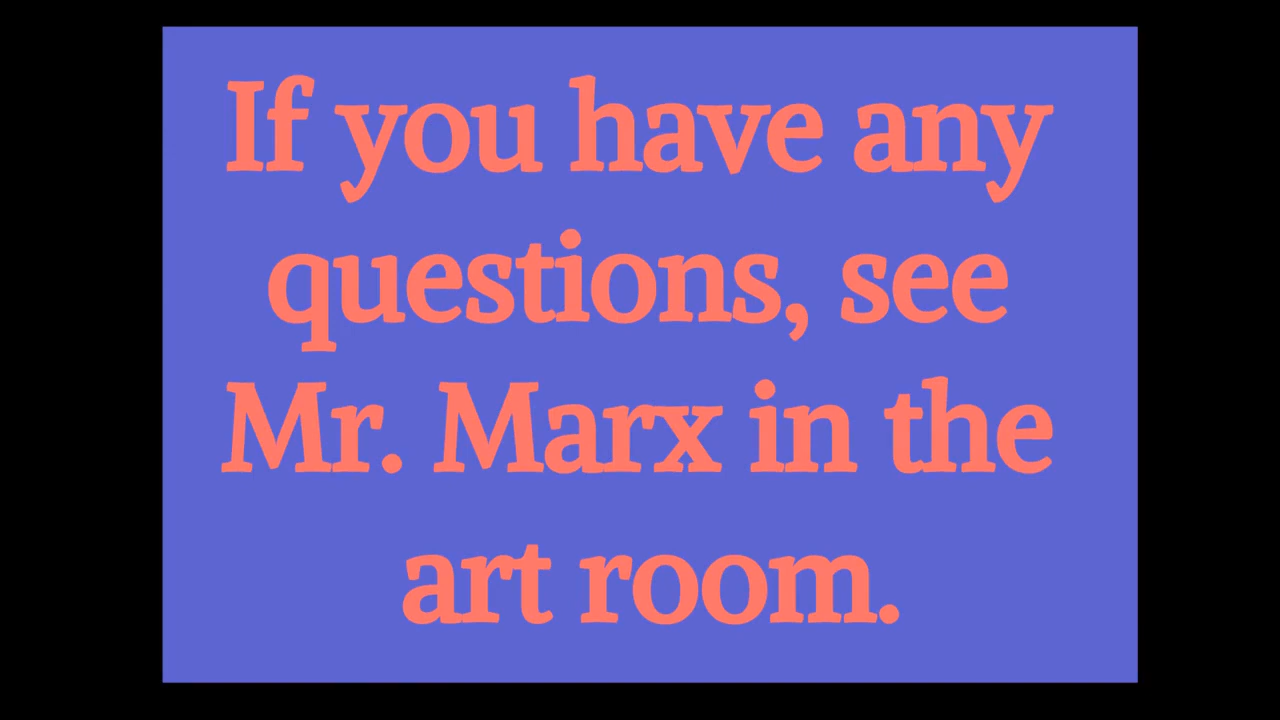 If you have any
questions, see
Mr. Marx in the
art room.